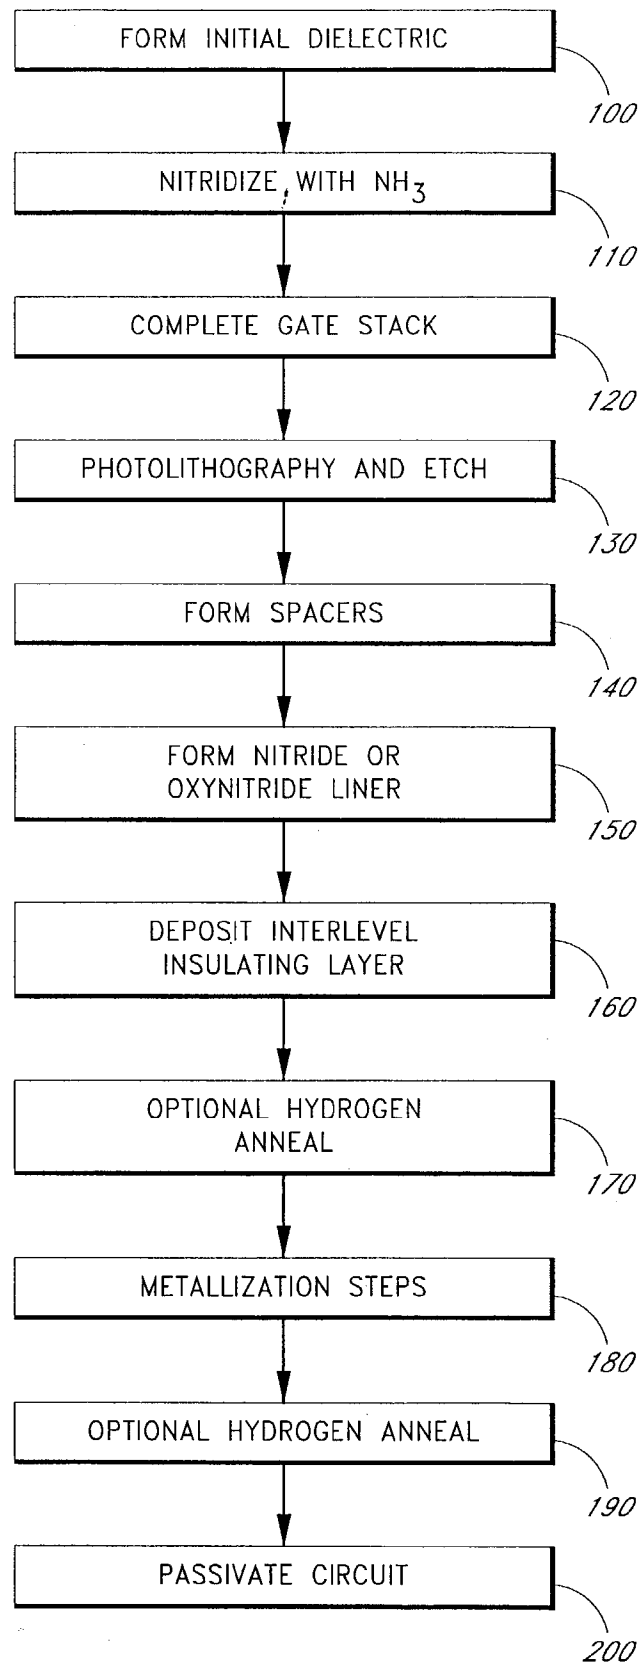 FORM INITIAL DIELECTRIC
100
NITRIDIZE WITH NH3
110
COMPLETE GATE STACK
120
PHOTOLITHOGRAPHY AND ETCH
130
FORM SPACERS
140
FORM NITRIDE OR
OXYNITRIDE LINER
150
DEPOSIT INTERLEVEL
INSULATING LAYER
160
OPTIONAL HYDROGEN
ANNEAL
170
METALLIZATION STEPS
180
OPTIONAL HYDROGEN ANNEAL
190
PASSIVATE CIRCUIT
200